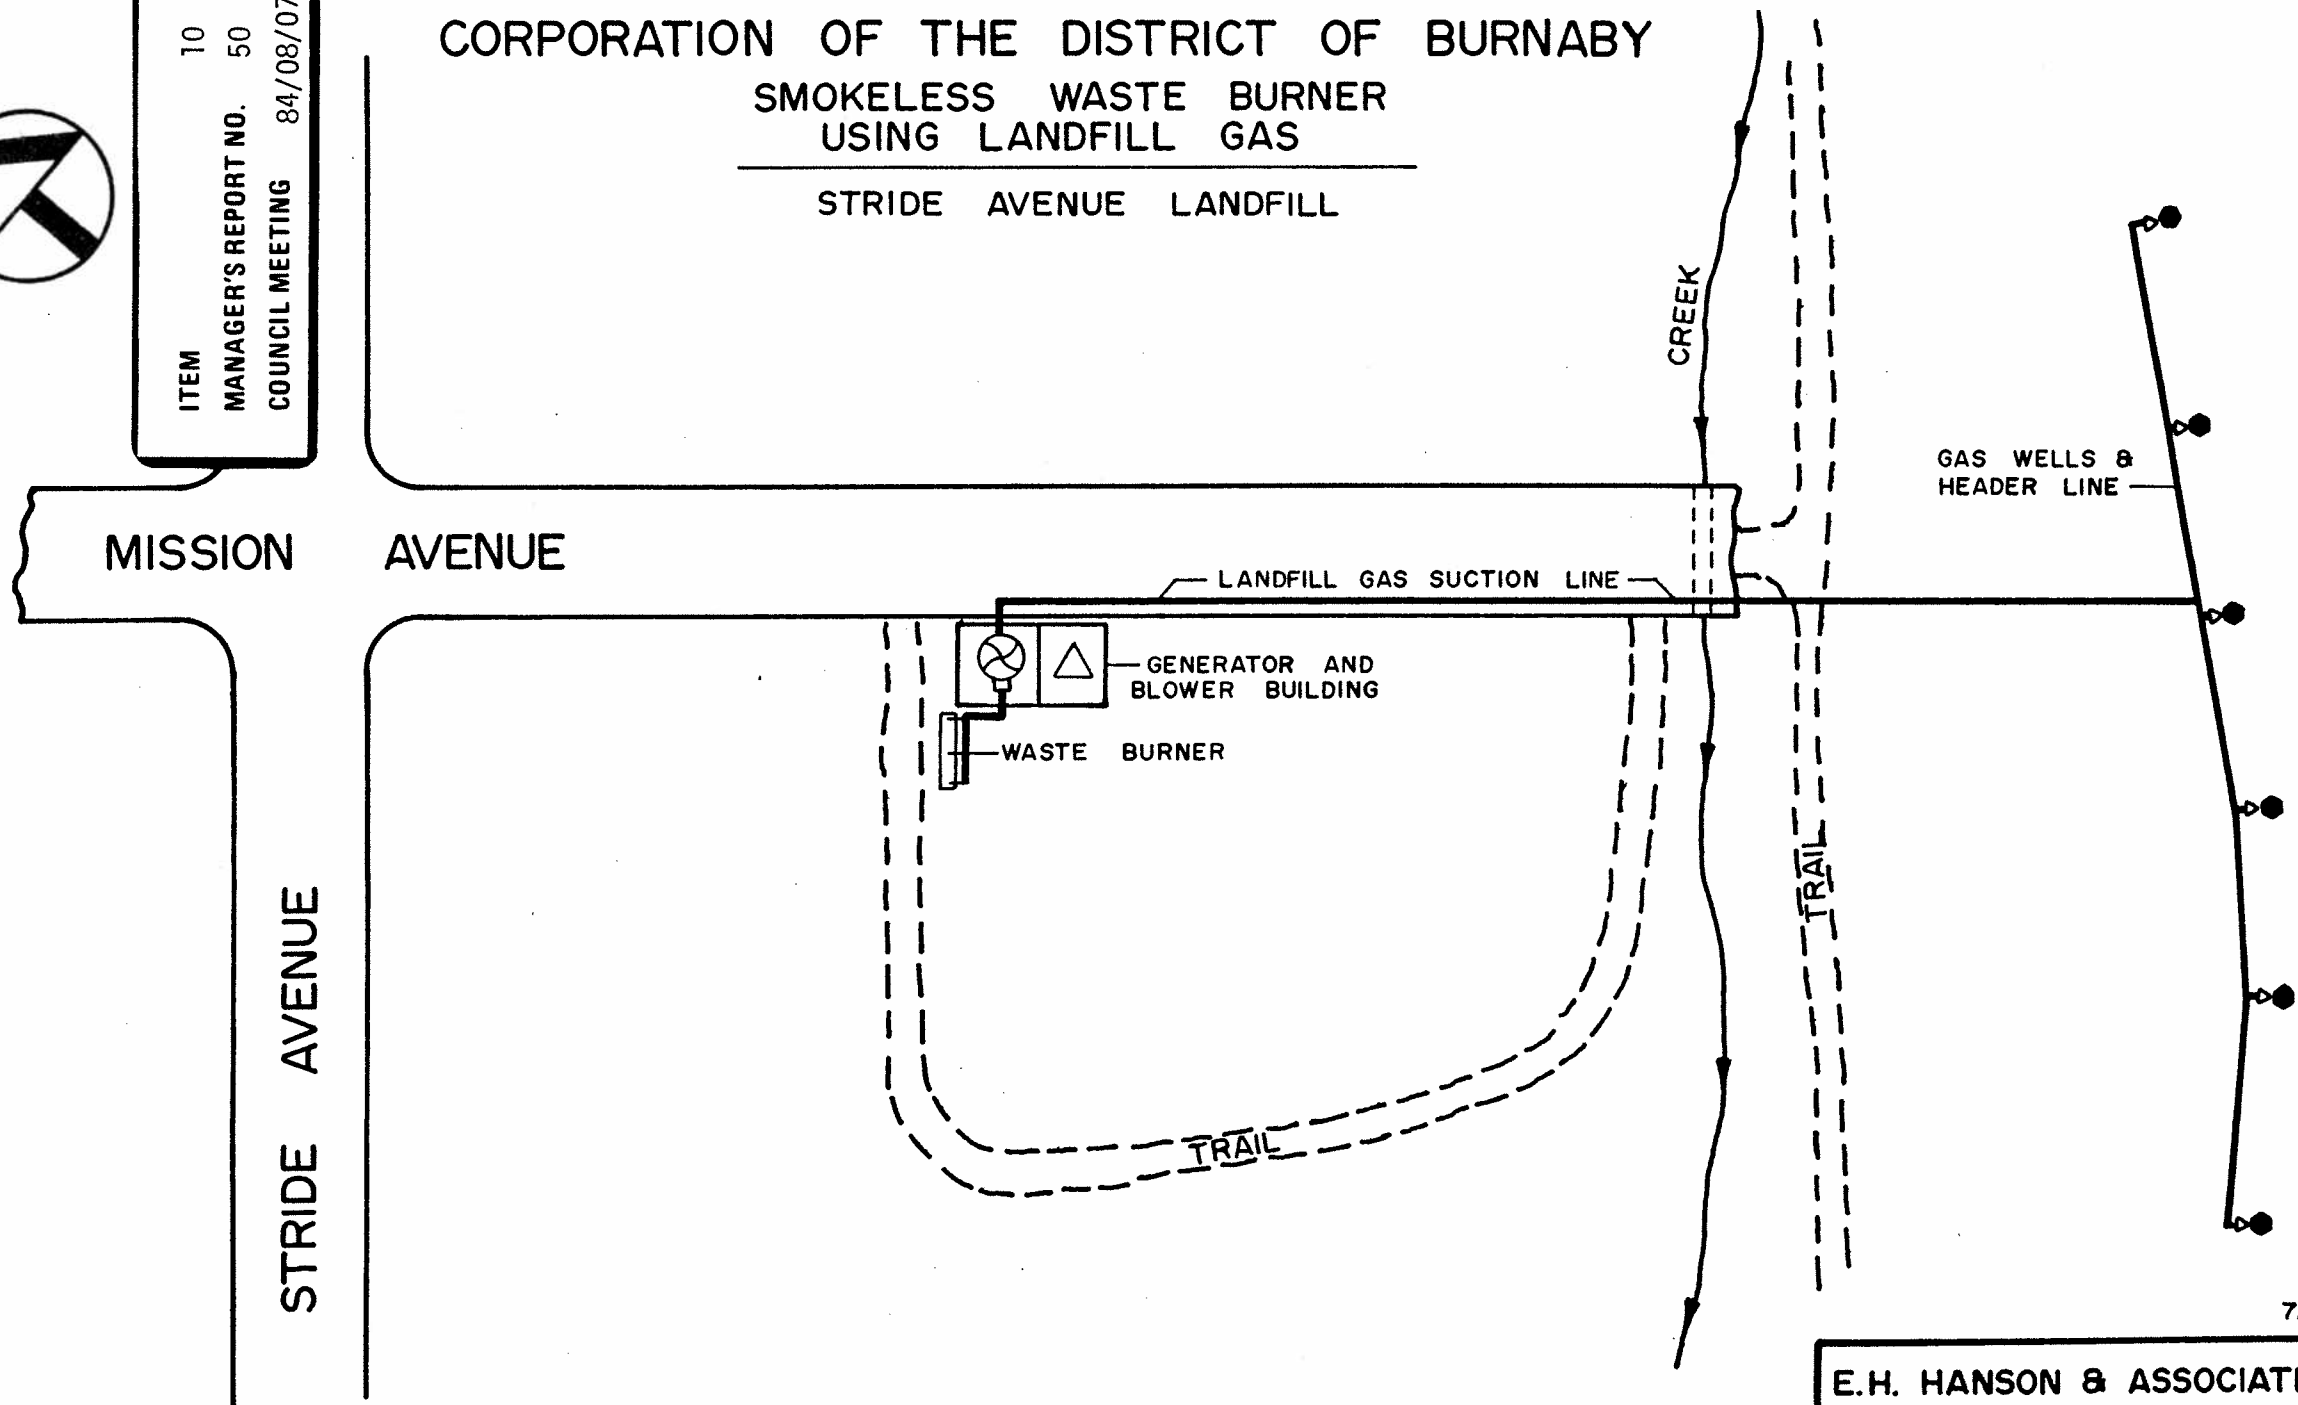 CORPORATION OF THE DISTRICT OF BURNABY
SMOKELESS WASTE BURNER
USING LANDFILL GAS
STRIDE AVENUE LANDFILL
ITEM 10
MANAGER'S REPORT NO. 50
COUNCIL MEETING 84/08/07
CREEK
GAS WELLS &
HEADER LINE
MISSION AVENUE
LANDFILL GAS SUCTION LINE
GENERATOR AND
BLOWER BUILDING
WASTE BURNER
TRAIL
STRIDE AVENUE
TRAIL
E.H. HANSON & ASSOCIAT